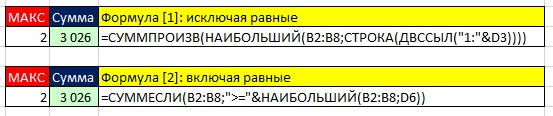 МАКС Сумма Формула [1]: исключая равные
2 3 026 =СУММПРОИЗВ(НАИБОЛЬШИЙ(B2:B8;СТРОКА(ДВССЫЛ("1:"&D3))))
МАКС Сумма Формула [2]: включая равные
2 3 026 =СУММЕСЛИ(B2:B8;">="&НАИБОЛЬШИЙ(B2:B8;D6))